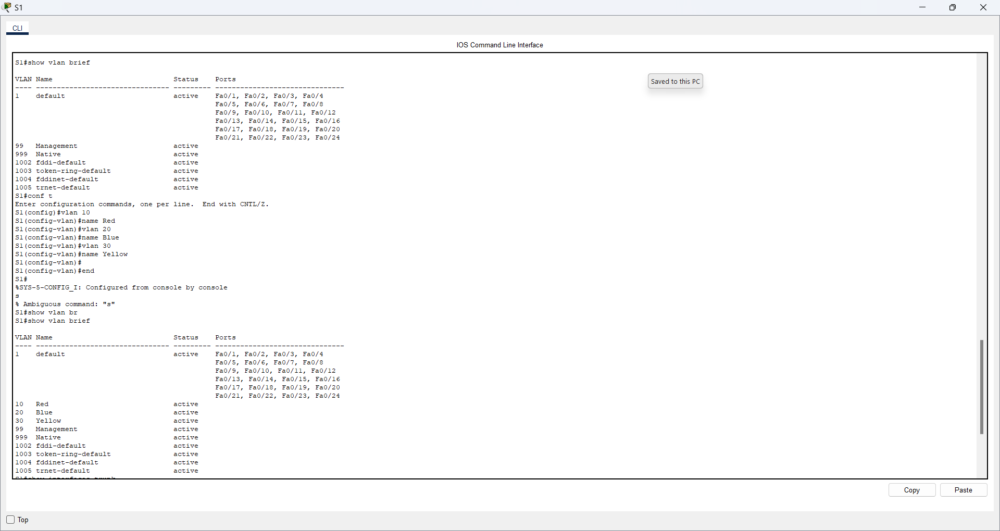 S1
CLI
IOS Command Line Interface
S1#show vlan brief
VLAN Name                             Status    Ports
---- -------------------------------- --------- -------------------------------
1    default                          active    Fa0/1, Fa0/2, Fa0/3, Fa0/4
                                                Fa0/5, Fa0/6, Fa0/7, Fa0/8
                                                Fa0/9, Fa0/10, Fa0/11, Fa0/12
                                                Fa0/13, Fa0/14, Fa0/15, Fa0/16
                                                Fa0/17, Fa0/18, Fa0/19, Fa0/20
                                                Fa0/21, Fa0/22, Fa0/23, Fa0/24
99   Management                       active
999  Native                           active
1002 fddi-default                     active
1003 token-ring-default               active
1004 fddinet-default                  active
1005 trnet-default                    active
S1#conf t
Enter configuration commands, one per line.  End with CNTL/Z.
S1(config)#vlan 10
S1(config-vlan)#name Red
S1(config-vlan)#vlan 20
S1(config-vlan)#name Blue
S1(config-vlan)#vlan 30
S1(config-vlan)#name Yellow
S1(config-vlan)#
S1(config-vlan)#end
S1#
%SYS-5-CONFIG_I: Configured from console by console
s
% Ambiguous command: "s"
S1#show vlan br
S1#show vlan brief
VLAN Name                             Status    Ports
---- -------------------------------- --------- -------------------------------
1    default                          active    Fa0/1, Fa0/2, Fa0/3, Fa0/4
                                                Fa0/5, Fa0/6, Fa0/7, Fa0/8
                                                Fa0/9, Fa0/10, Fa0/11, Fa0/12
                                                Fa0/13, Fa0/14, Fa0/15, Fa0/16
                                                Fa0/17, Fa0/18, Fa0/19, Fa0/20
                                                Fa0/21, Fa0/22, Fa0/23, Fa0/24
10   Red                              active
20   Blue                             active
30   Yellow                           active
99   Management                       active
999  Native                           active
1002 fddi-default                     active
1003 token-ring-default               active
1004 fddinet-default                  active
1005 trnet-default                    active
S1#show interfaces trunk
Saved to this PC
Copy
Paste
Top